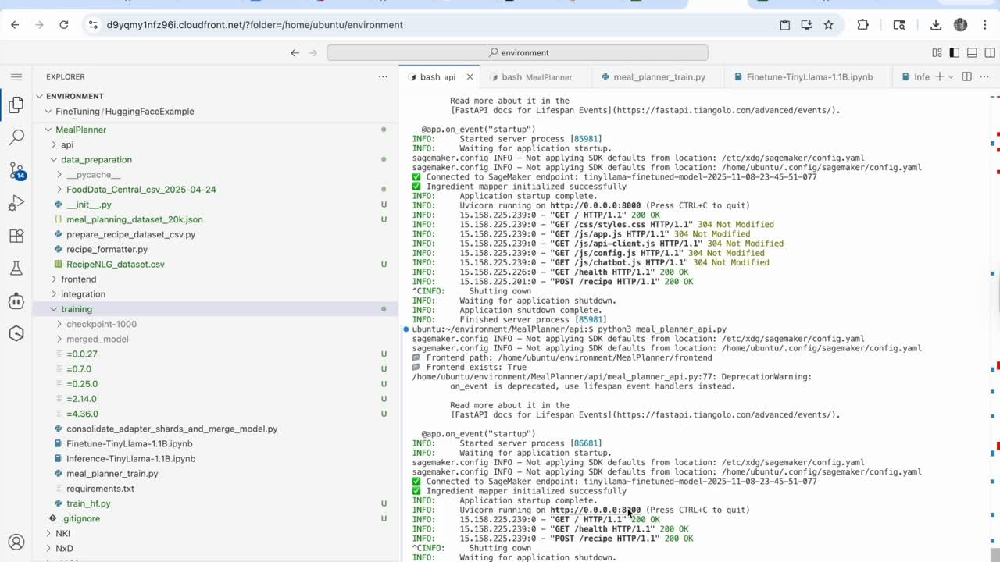 d9yqmy1nfz96i.cloudfront.net/?folder=/home/ubuntu/environment
environment
EXPLORER
ENVIRONMENT
FineTuning / HuggingFaceExample
MealPlanner
api
data_preparation
__pycache__
FoodData_Central_csv_2025-04-24
__init__.py U
meal_planning_dataset_20k.json U
prepare_recipe_dataset_csv.py
recipe_formatter.py
RecipeNLG_dataset.csv U
frontend
integration
training
checkpoint-1000
merged_model
=0.0.27 U
=0.7.0 U
=0.25.0 U
=2.14.0 U
=4.36.0 U
consolidate_adapter_shards_and_merge_model.py
Finetune-TinyLlama-1.1B.ipynb
Inference-TinyLlama-1.1B.ipynb
meal_planner_train.py
requirements.txt
train_hf.py U
.gitignore
NKI
NxD
14
bash api
bash MealPlanner
meal_planner_train.py
Finetune-TinyLlama-1.1B.ipynb
Infe
Read more about it in the
[FastAPI docs for Lifespan Events](https://fastapi.tiangolo.com/advanced/events/).
@app.on_event("startup")
INFO: Started server process [85981]
INFO: Waiting for application startup.
sagemaker.config INFO - Not applying SDK defaults from location: /etc/xdg/sagemaker/config.yaml
sagemaker.config INFO - Not applying SDK defaults from location: /home/ubuntu/.config/sagemaker/config.yaml
✅ Connected to SageMaker endpoint: tinyllama-finetuned-model-2025-11-08-23-45-51-077
✅ Ingredient mapper initialized successfully
INFO: Application startup complete.
INFO: Uvicorn running on http://0.0.0.0:8000 (Press CTRL+C to quit)
INFO: 15.158.225.239:0 - "GET / HTTP/1.1" 200 OK
INFO: 15.158.225.239:0 - "GET /css/styles.css HTTP/1.1" 304 Not Modified
INFO: 15.158.225.239:0 - "GET /js/app.js HTTP/1.1" 304 Not Modified
INFO: 15.158.225.239:0 - "GET /js/api-client.js HTTP/1.1" 304 Not Modified
INFO: 15.158.225.239:0 - "GET /js/config.js HTTP/1.1" 304 Not Modified
INFO: 15.158.225.239:0 - "GET /js/chatbot.js HTTP/1.1" 304 Not Modified
INFO: 15.158.225.226:0 - "GET /health HTTP/1.1" 200 OK
INFO: 15.158.225.201:0 - "POST /recipe HTTP/1.1" 200 OK
^CINFO: Shutting down
INFO: Waiting for application shutdown.
INFO: Application shutdown complete.
INFO: Finished server process [85981]
ubuntu:~/environment/MealPlanner/api:$ python3 meal_planner_api.py
sagemaker.config INFO - Not applying SDK defaults from location: /etc/xdg/sagemaker/config.yaml
sagemaker.config INFO - Not applying SDK defaults from location: /home/ubuntu/.config/sagemaker/config.yaml
Frontend path: /home/ubuntu/environment/MealPlanner/frontend
Frontend exists: True
/home/ubuntu/environment/MealPlanner/api/meal_planner_api.py:77: DeprecationWarning:
on_event is deprecated, use lifespan event handlers instead.
Read more about it in the
[FastAPI docs for Lifespan Events](https://fastapi.tiangolo.com/advanced/events/).
@app.on_event("startup")
INFO: Started server process [86681]
INFO: Waiting for application startup.
sagemaker.config INFO - Not applying SDK defaults from location: /etc/xdg/sagemaker/config.yaml
sagemaker.config INFO - Not applying SDK defaults from location: /home/ubuntu/.config/sagemaker/config.yaml
✅ Connected to SageMaker endpoint: tinyllama-finetuned-model-2025-11-08-23-45-51-077
✅ Ingredient mapper initialized successfully
INFO: Application startup complete.
INFO: Uvicorn running on http://0.0.0.0:8000 (Press CTRL+C to quit)
INFO: 15.158.225.239:0 - "GET / HTTP/1.1" 200 OK
INFO: 15.158.225.239:0 - "GET /health HTTP/1.1" 200 OK
INFO: 15.158.225.239:0 - "POST /recipe HTTP/1.1" 200 OK
^CINFO: Shutting down
INFO: Waiting for application shutdown.